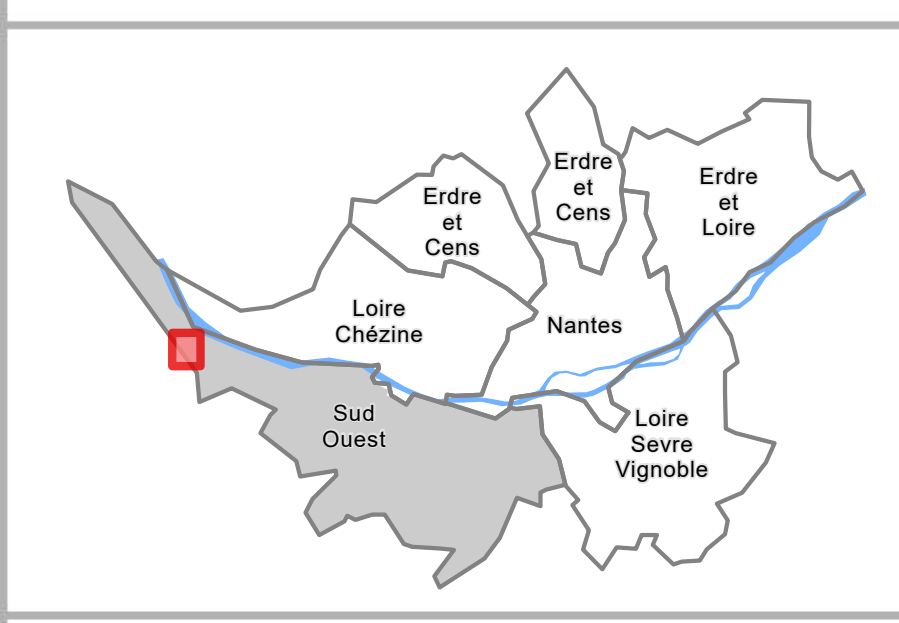 Erdre
et
Cens
Erdre
et
Loire
Erdre
et
Cens
Loire
Chézine
Nantes
Sud
Ouest
Loire
Sevre
Vignoble